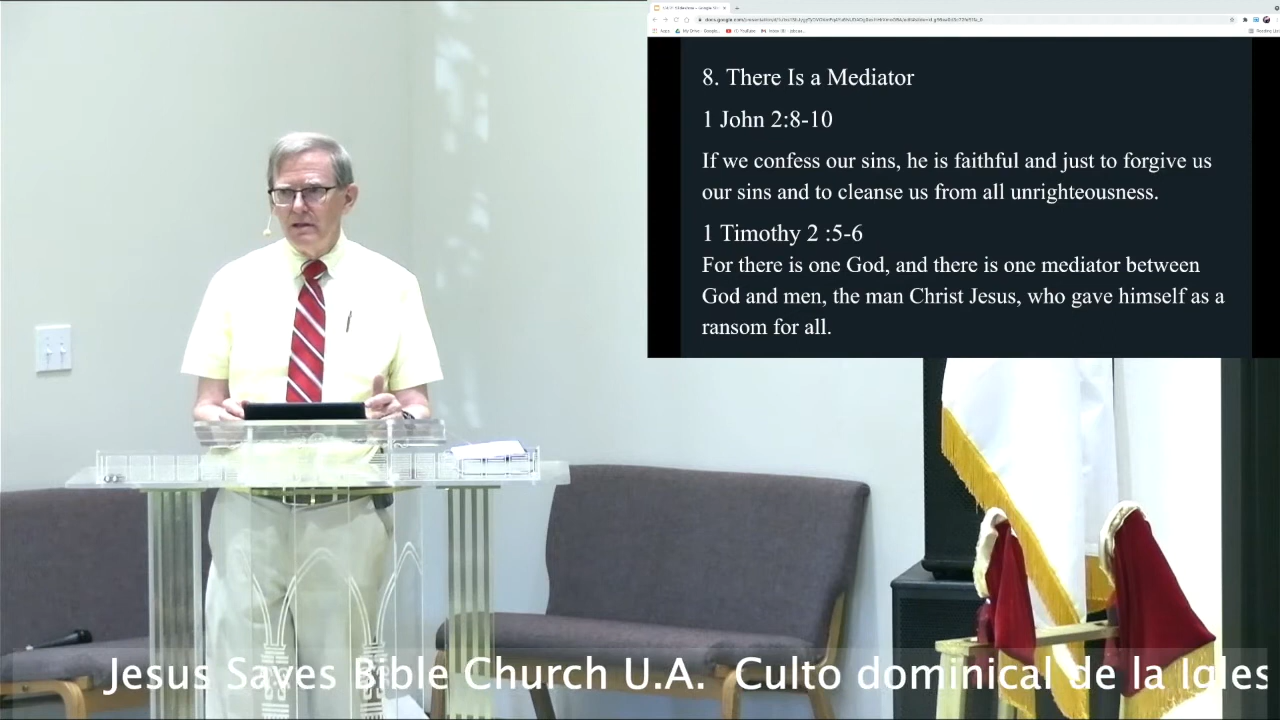 8. There Is a Mediator
1 John 2:8-10
If we confess our sins, he is faithful and just to forgive us
our sins and to cleanse us from all unrighteousness.
1 Timothy 2 :5-6
For there is one God, and there is one mediator between
God and men, the man Christ Jesus, who gave himself as a
ransom for all.
Jesus Saves Bible Church U.A. Culto dominical de la Igles